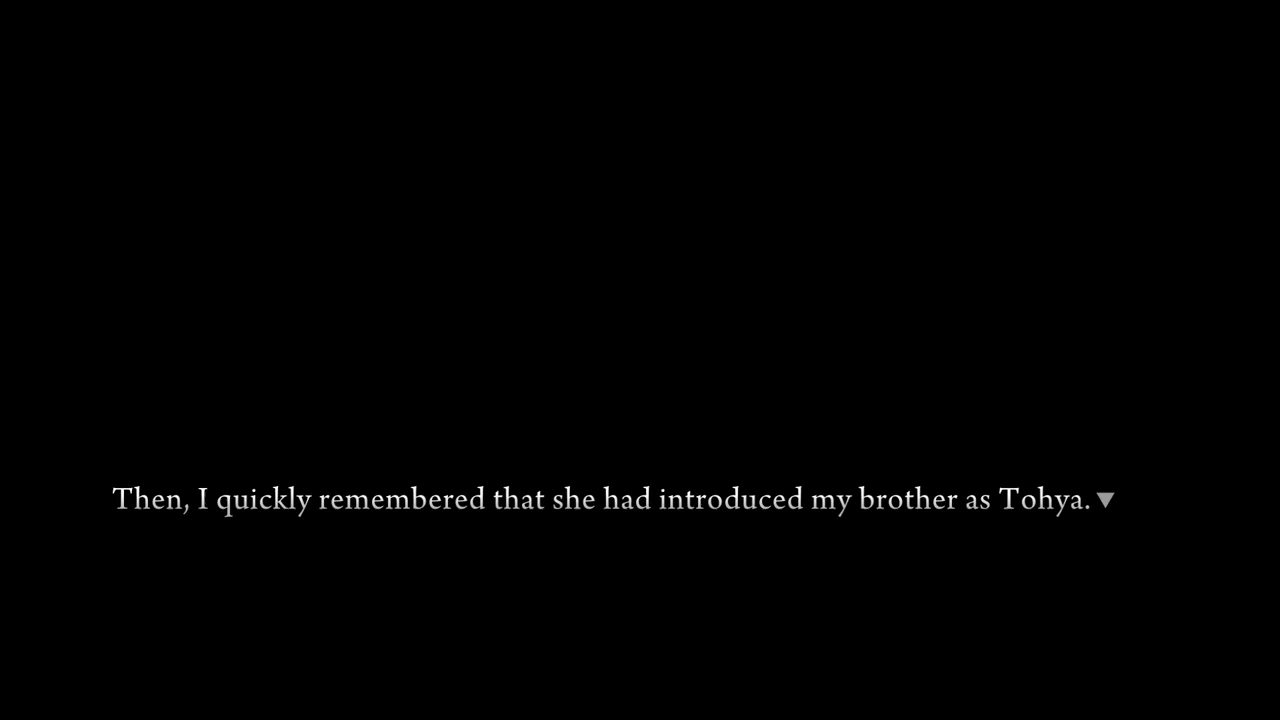 Then, I quickly remembered that she had introduced my brother as Tohya.